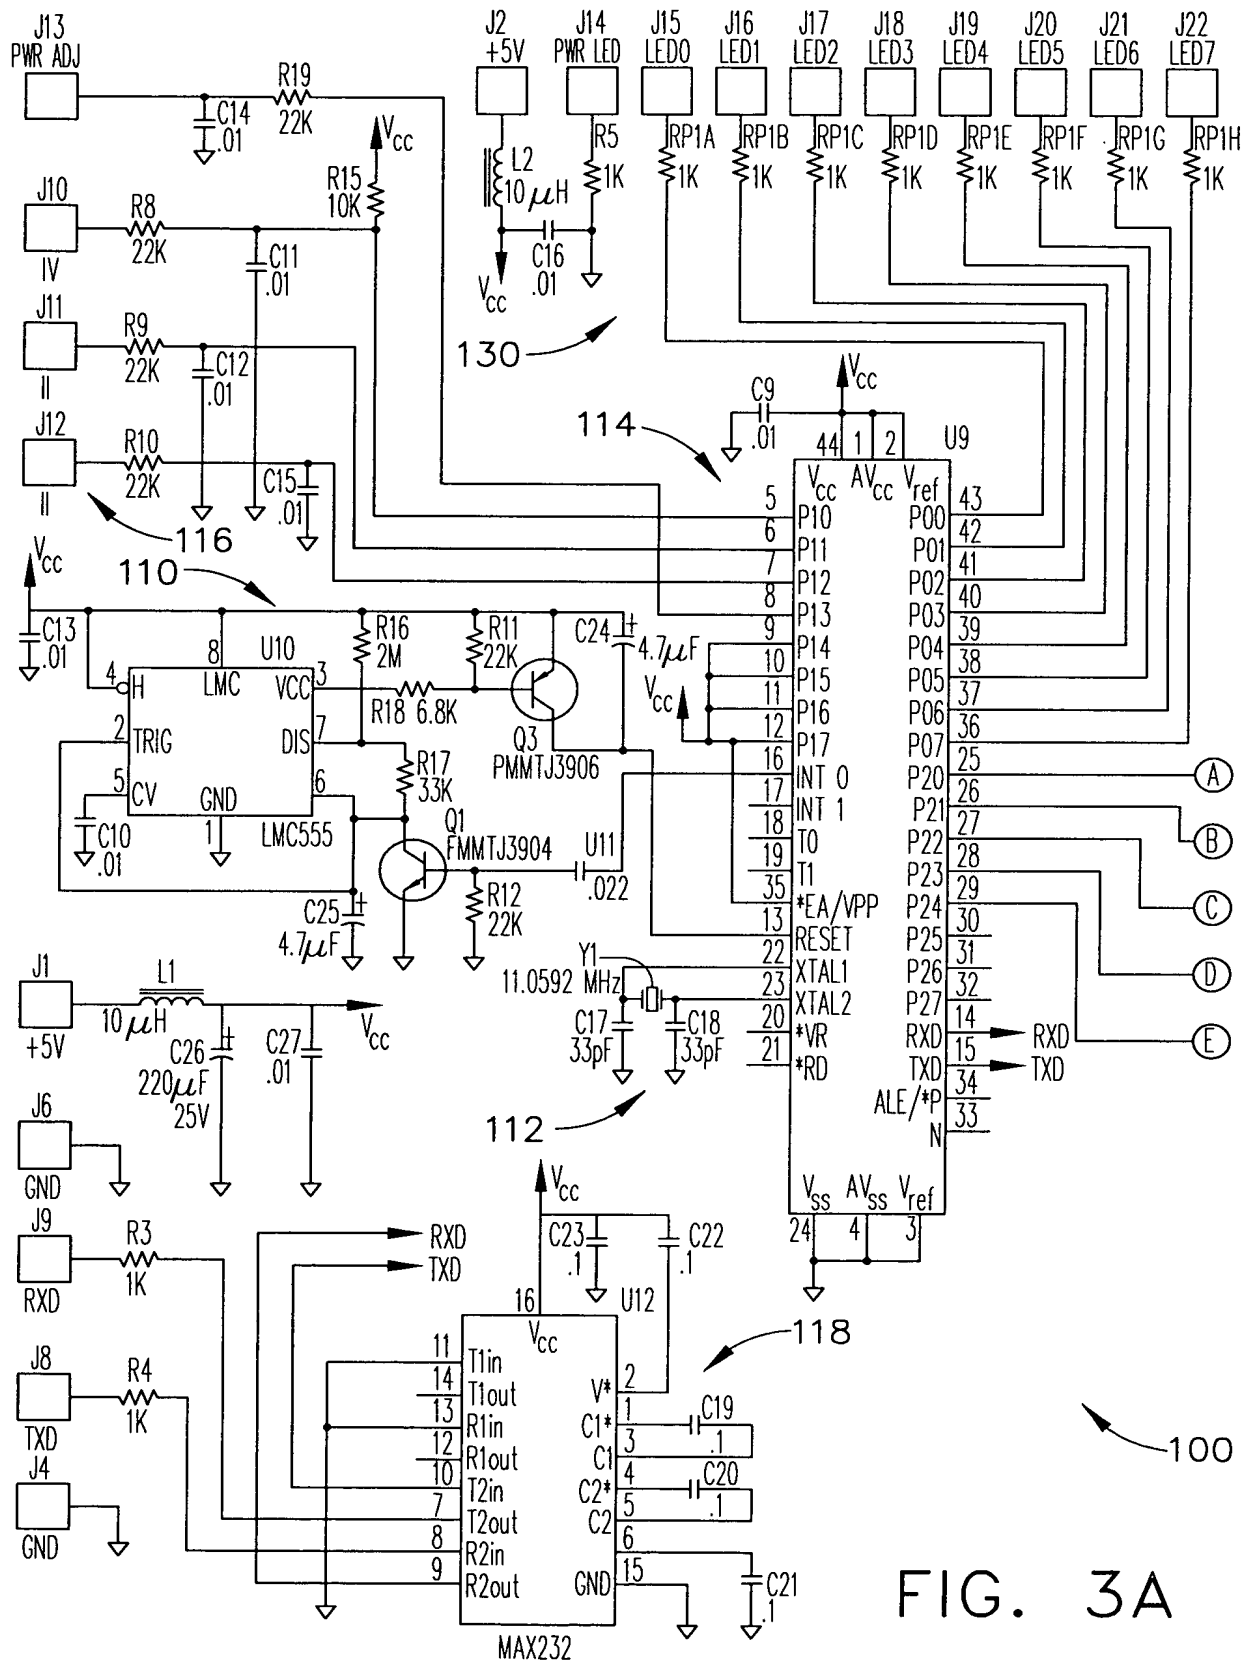 J13
PWR ADJ
R19
22K
C14
.01
Vcc
R15
10K
J10
IV
R8
22K
C11
.01
J11
II
R9
22K
C12
.01
J12
II
R10
22K
C15
.01
116
J2
+5V
L2
10 μH
Vcc
C16
.01
J14
PWR LED
R5
1K
130
J15
LED0
RP1A
1K
J16
LED1
RP1B
1K
J17
LED2
RP1C
1K
J18
LED3
RP1D
1K
J19
LED4
RP1E
1K
J20
LED5
RP1F
1K
J21
LED6
RP1G
1K
J22
LED7
RP1H
1K
Vcc
C9
.01
114
U9
44 1 2
Vcc AVcc Vref
5 P10
6 P11
7 P12
8 P13
9 P14
10 P15
11 P16
12 P17
16 INT 0
17 INT 1
18 T0
19 T1
35 *EA/VPP
13 RESET
22 XTAL1
23 XTAL2
20 *VR
21 *RD
P00 43
P01 42
P02 41
P03 40
P04 39
P05 38
P06 37
P07 36
P20 25
P21 26
P22 27
P23 28
P24 29
P25 30
P26 31
P27 32
RXD 14 RXD
TXD 15 TXD
ALE/*P 34
N 33
Vss AVss Vref
24 4 3
A
B
C
D
E
Vcc
110
C13
.01
U10
4 H
8
LMC
VCC 3
2 TRIG
DIS 7
5 CV
6
GND
1
LMC555
C10
.01
R16
2M
R11
22K
R18 6.8K
C24
+
4.7μF
Vcc
Q3
PMMTJ3906
R17
33K
Q1
FMMTJ3904
U11
.022
R12
22K
C25
+
4.7μF
Y1
11.0592 MHz
C17
33pF
C18
33pF
112
J1
+5V
L1
10 μH
Vcc
C26
+
220μF
25V
C27
.01
J6
GND
J9
RXD
R3
1K
J8
TXD
R4
1K
J4
GND
RXD
TXD
Vcc
C23
.1
C22
.1
U12
16
Vcc
118
11 T1in
14 T1out
13 R1in
12 R1out
10 T2in
7 T2out
8 R2in
9 R2out
V* 2
C1* 1
C1 3
C2* 4
C2 5
6
GND 15
C19
.1
C20
.1
C21
.1
MAX232
100
FIG. 3A